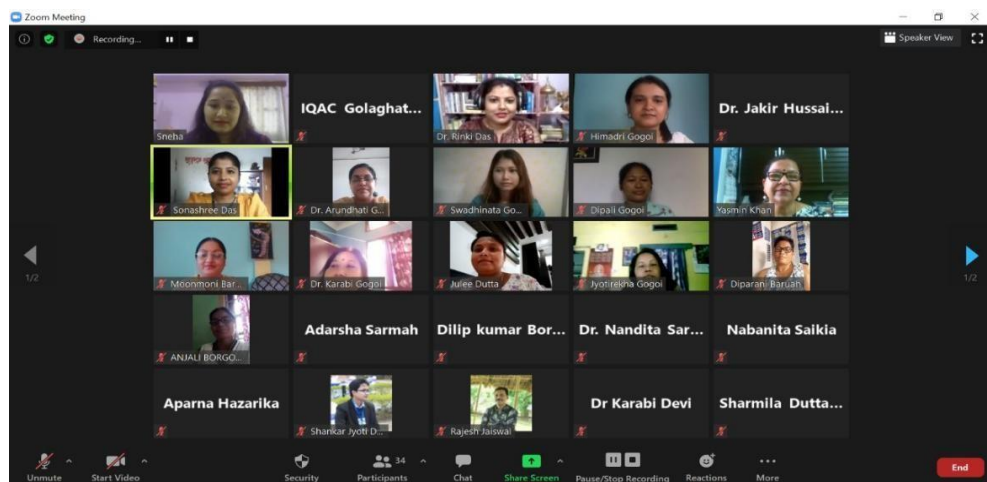 Zoom Meeting
Recording...
Speaker View
Sneha
IQAC Golaghat...
Dr. Rinki Das
Himadri Gogoi
Dr. Jakir Hussai...
Sonashree Das
Dr. Arundhati G...
Swadhinata Go...
Dipali Gogoi
Yasmin Khan
Moonmoni Bar...
Dr. Karabi Gogoi
Julee Dutta
Jyotirekha Gogoi
Diparani Baruah
1/2
1/2
ANJALI BORGO...
Adarsha Sarmah
Dilip kumar Bor...
Dr. Nandita Sar...
Nabanita Saikia
Aparna Hazarika
Shankar Jyoti D...
Rajesh Jaiswal
Dr Karabi Devi
Sharmila Dutta...
Unmute
Start Video
Security
34
Participants
Chat
Share Screen
Pause/Stop Recording
Reactions
More
End